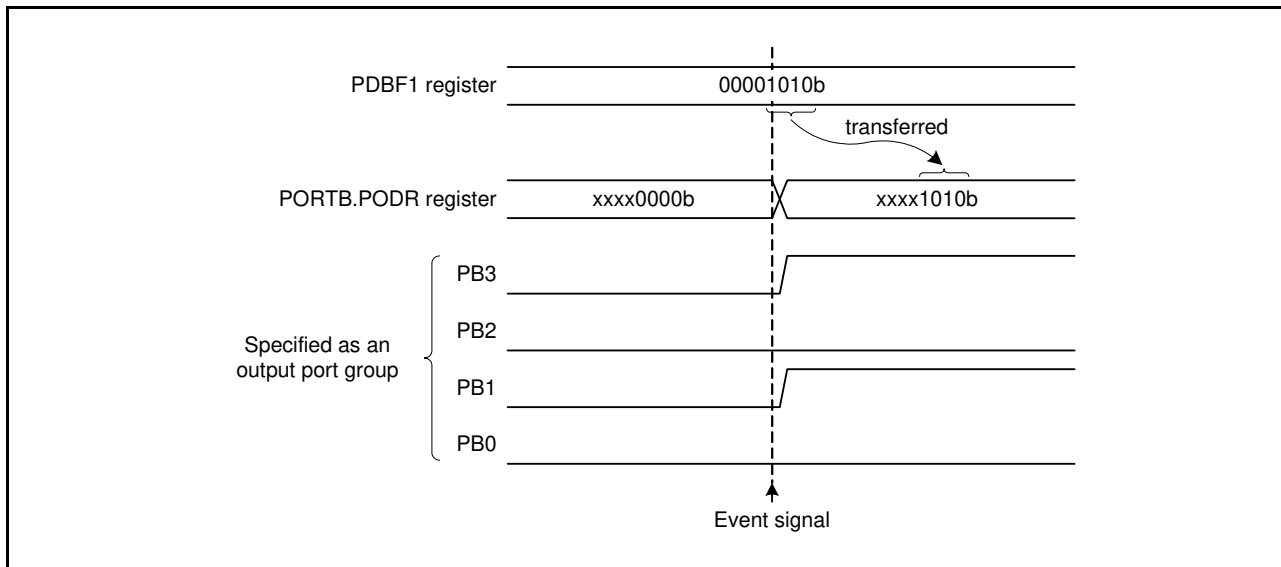 PDBF1 register
00001010b
transferred
PORTB.PODR register
xxxx0000b
xxxx1010b
PB3
PB2
Specified as an
output port group
PB1
PB0
Event signal